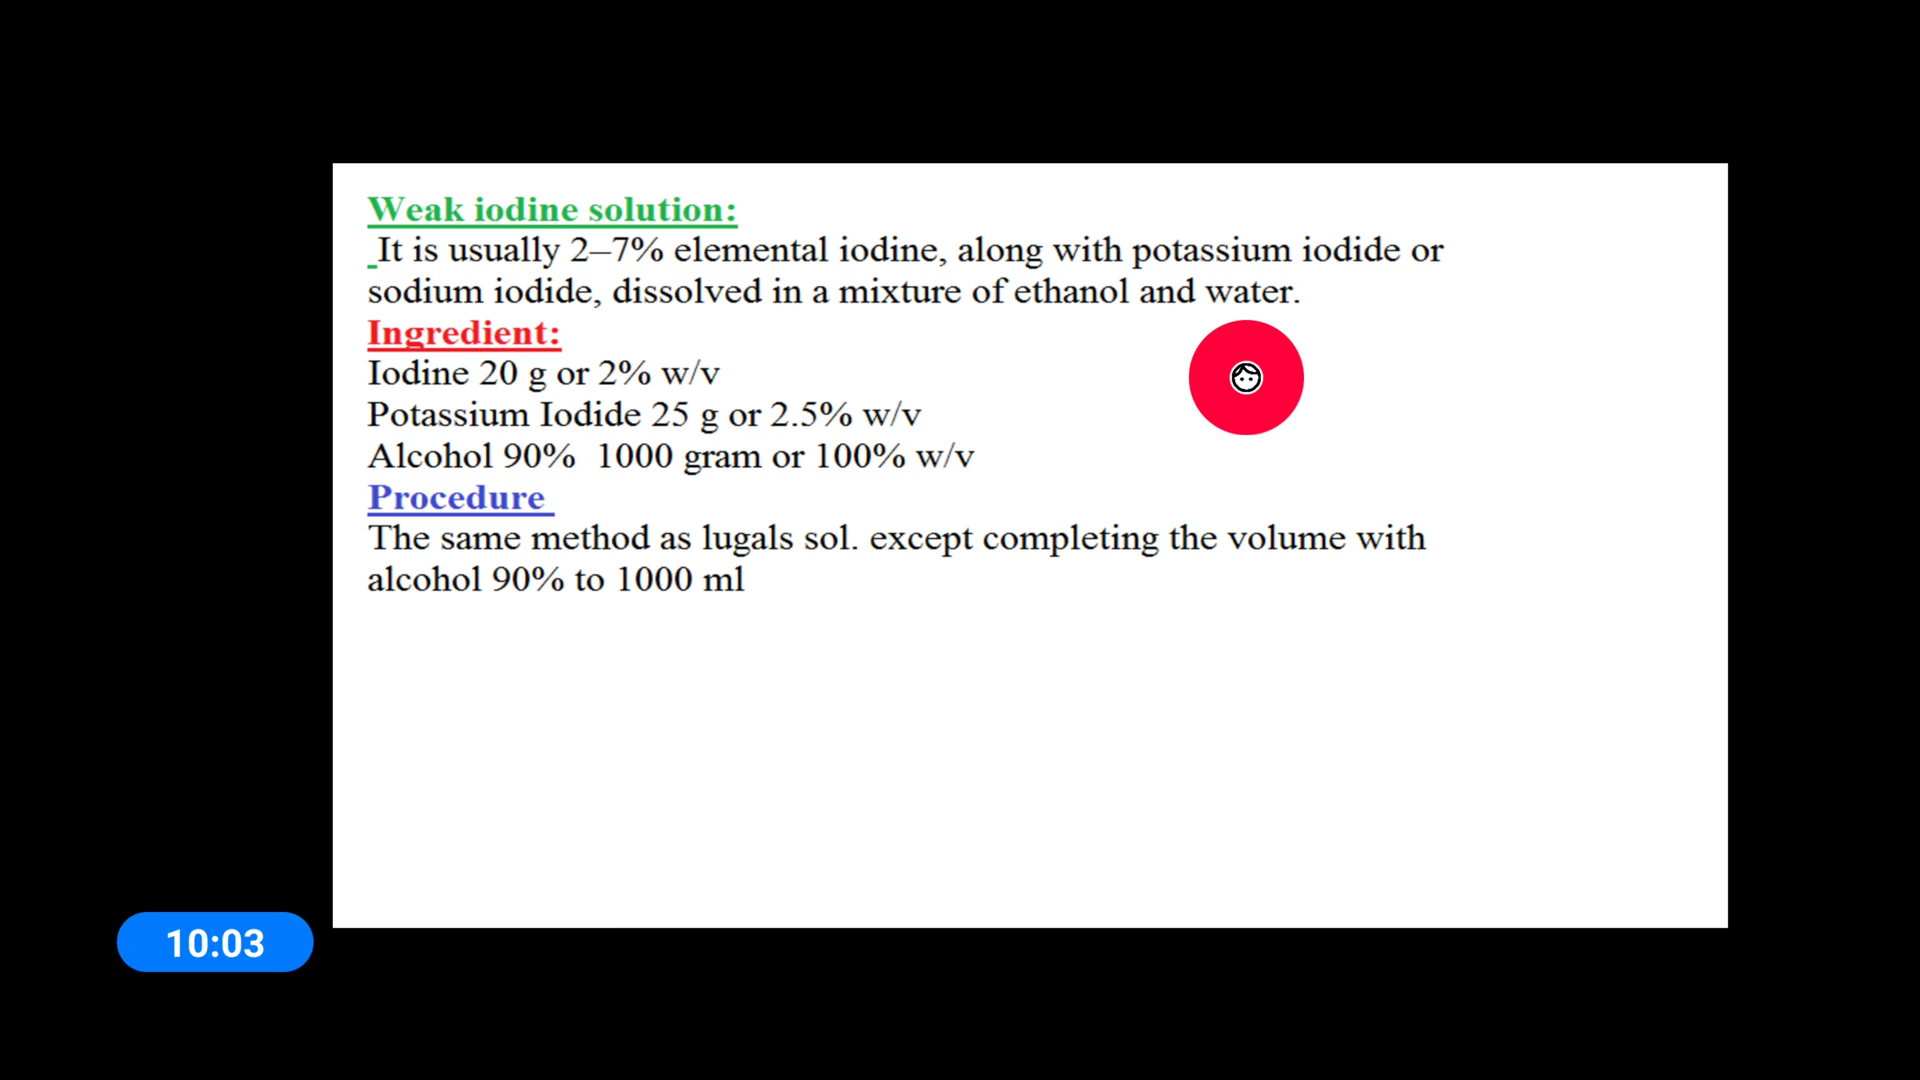 Weak iodine solution:
It is usually 2–7% elemental iodine, along with potassium iodide or
sodium iodide, dissolved in a mixture of ethanol and water.
Ingredient:
Iodine 20 g or 2% w/v
Potassium Iodide 25 g or 2.5% w/v
Alcohol 90%  1000 gram or 100% w/v
Procedure
The same method as lugals sol. except completing the volume with
alcohol 90% to 1000 ml
10:03